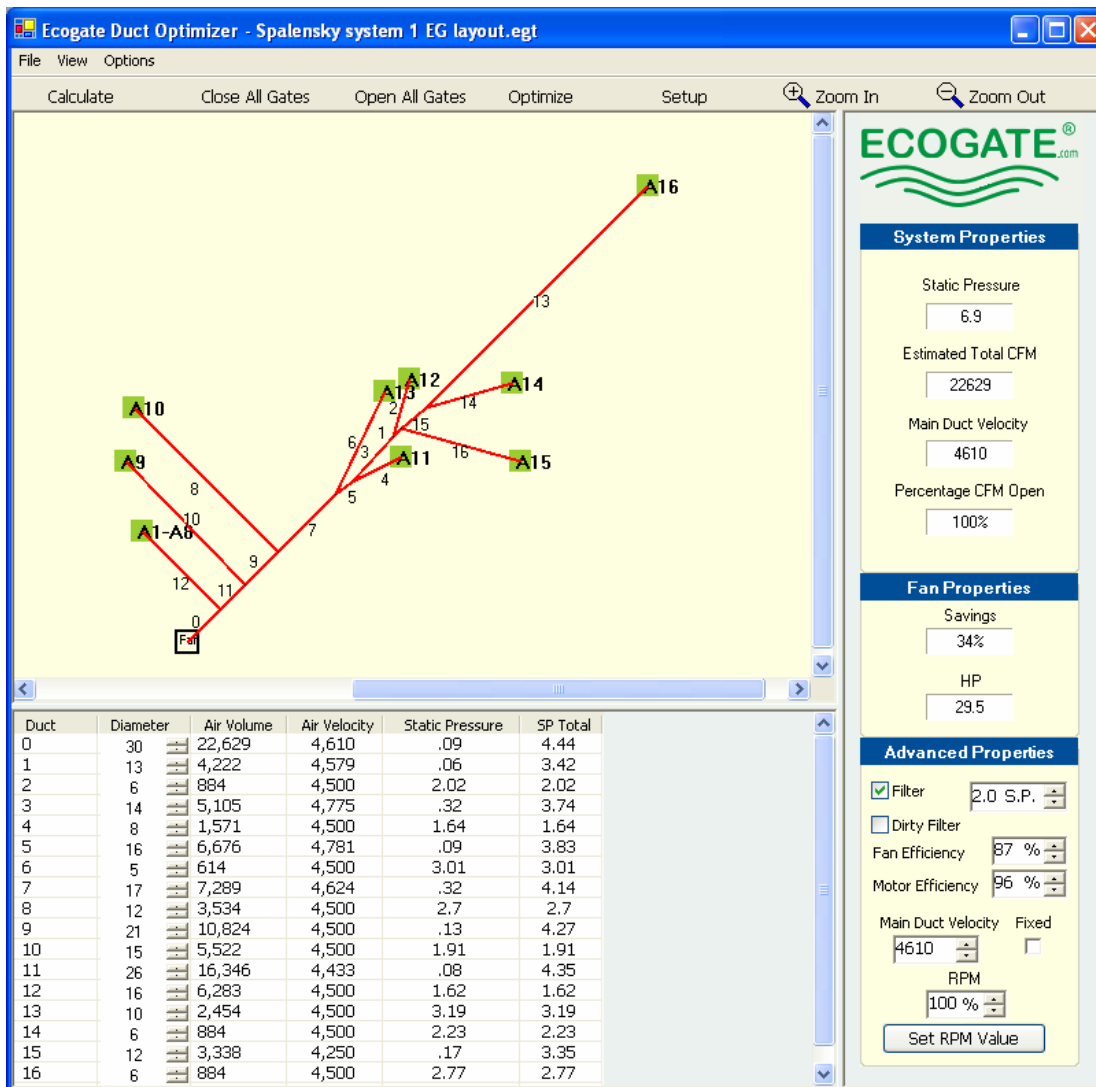 Ecogate Duct Optimizer - Spalensky system 1 EG layout.egt
File View Options
Calculate Close All Gates Open All Gates Optimize Setup Zoom In Zoom Out
A16
13
A12
A13
A14
2
14
A10
1
15
6
3
16
A11
A15
A9
4
8
5
10
7
A1-A8
9
12
11
0
Fan
ECOGATE®.com
System Properties
Static Pressure
6.9
Estimated Total CFM
22629
Main Duct Velocity
4610
Percentage CFM Open
100%
Fan Properties
Savings
34%
HP
29.5
Advanced Properties
Filter 2.0 S.P.
Dirty Filter
Fan Efficiency 87 %
Motor Efficiency 96 %
Main Duct Velocity Fixed
4610
RPM
100 %
Set RPM Value
Duct Diameter Air Volume Air Velocity Static Pressure SP Total
0 30 22,629 4,610 .09 4.44
1 13 4,222 4,579 .06 3.42
2 6 884 4,500 2.02 2.02
3 14 5,105 4,775 .32 3.74
4 8 1,571 4,500 1.64 1.64
5 16 6,676 4,781 .09 3.83
6 5 614 4,500 3.01 3.01
7 17 7,289 4,624 .32 4.14
8 12 3,534 4,500 2.7 2.7
9 21 10,824 4,500 .13 4.27
10 15 5,522 4,500 1.91 1.91
11 26 16,346 4,433 .08 4.35
12 16 6,283 4,500 1.62 1.62
13 10 2,454 4,500 3.19 3.19
14 6 884 4,500 2.23 2.23
15 12 3,338 4,250 .17 3.35
16 6 884 4,500 2.77 2.77